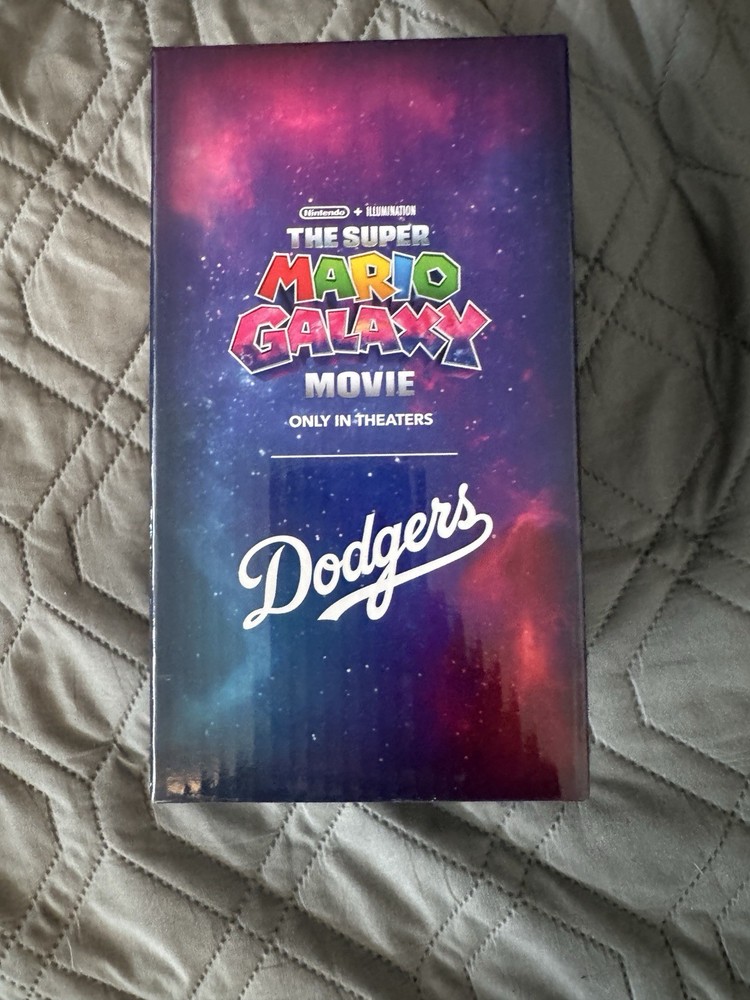 Nintendo + ILLUMINATION
THE SUPER
MARIO
GALAXY
MOVIE
ONLY IN THEATERS
Dodgers